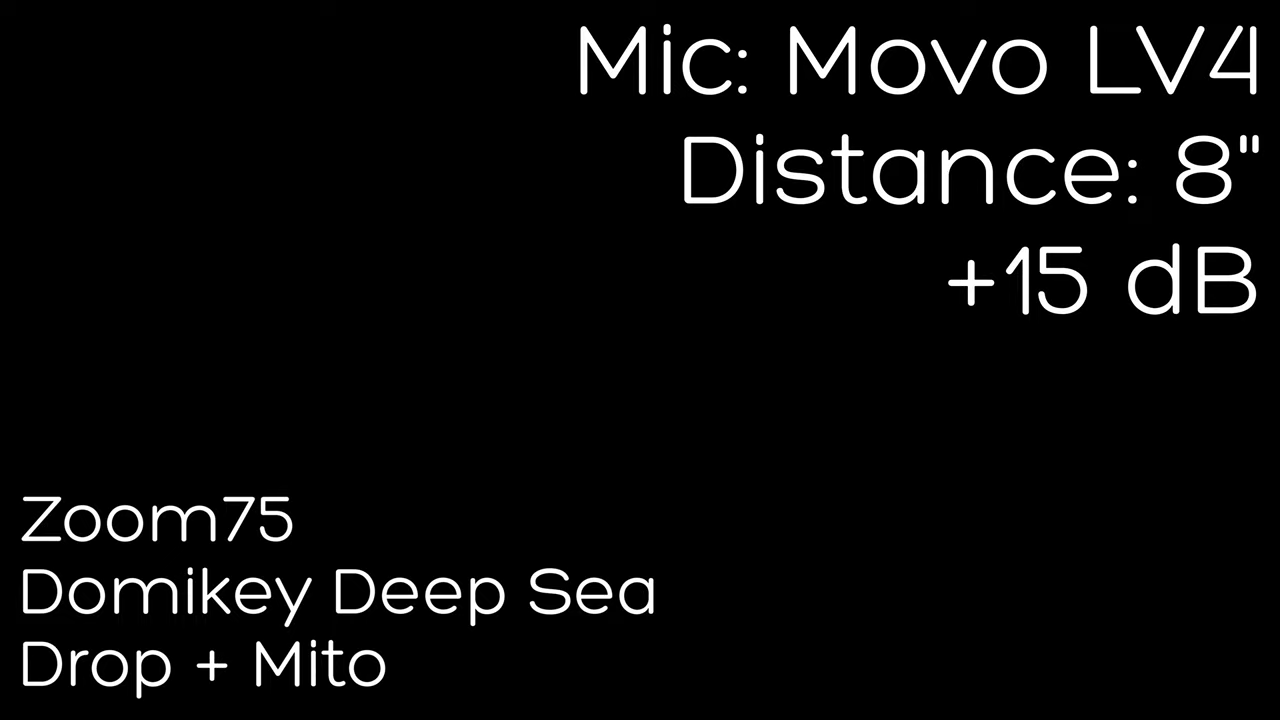 Mic: Movo LV4
Distance: 8"
+15 dB
Zoom75
Domikey Deep Sea
Drop + Mito